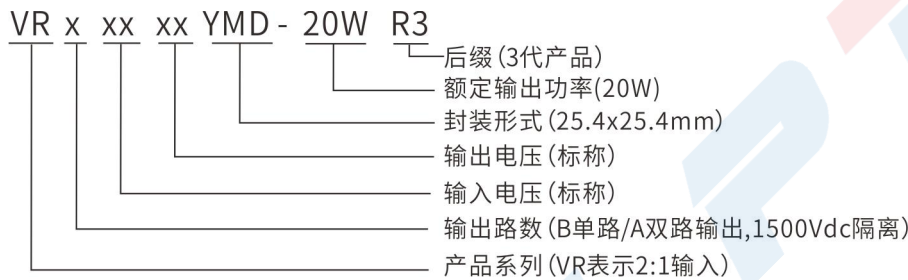 VR x xx xx YMD - 20W R3
后缀(3代产品)
额定输出功率(20W)
封装形式(25.4x25.4mm)
输出电压(标称)
输入电压(标称)
输出路数(B单路/A双路输出,1500Vdc隔离)
产品系列(VR表示2:1输入)